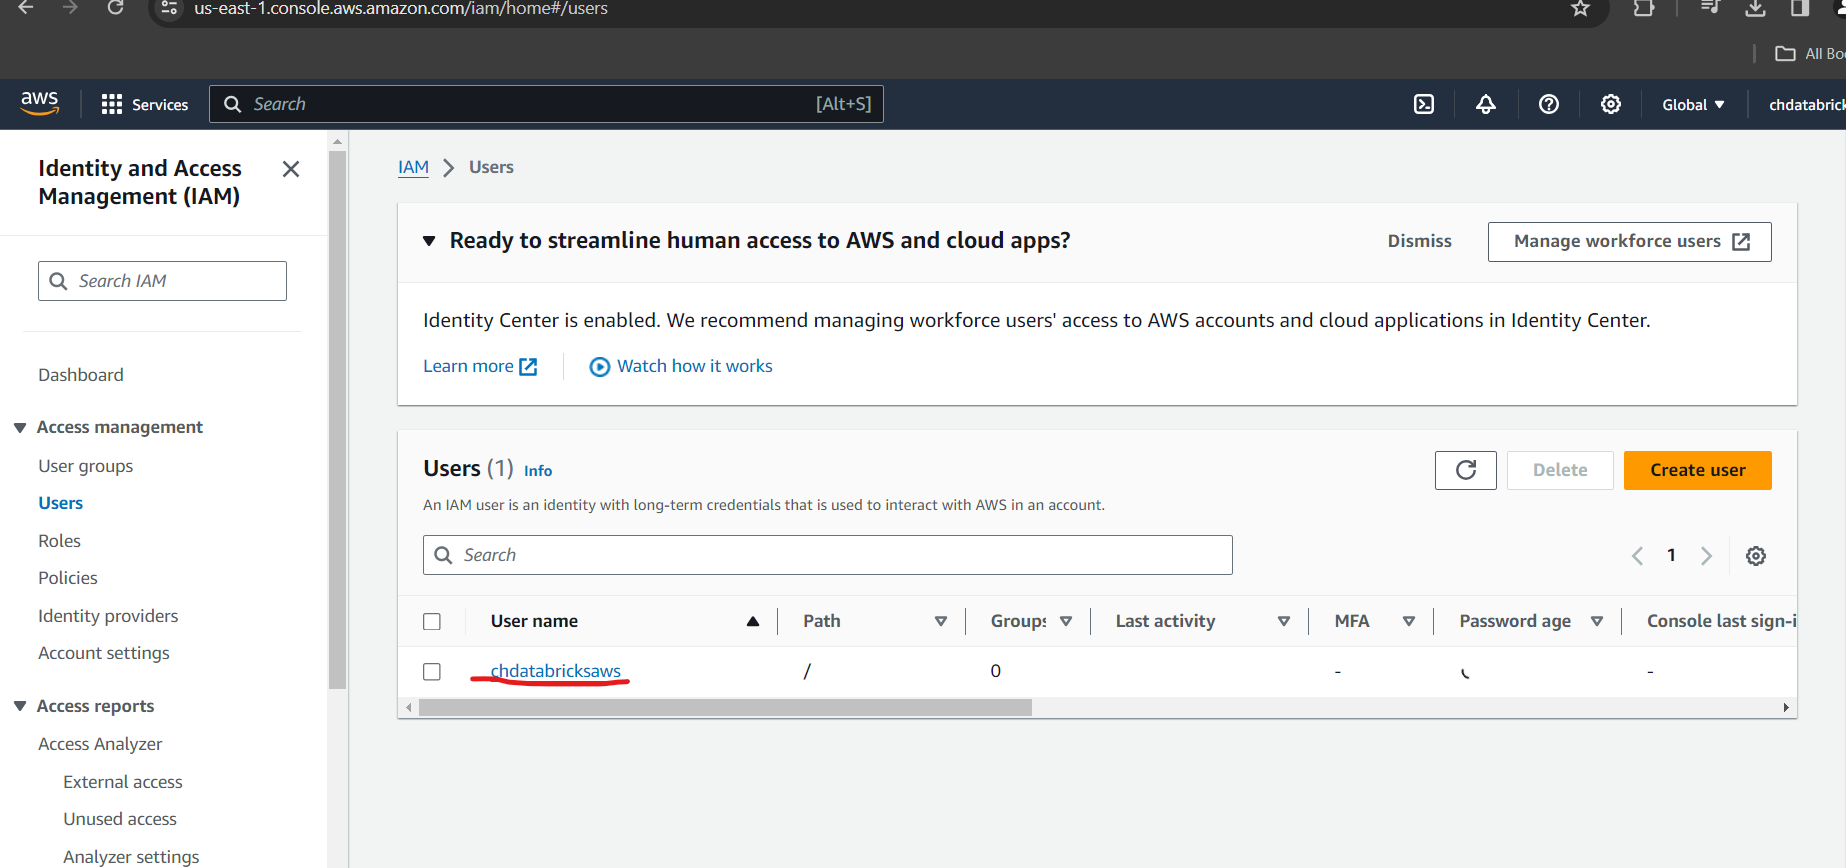 us-east-1.console.aws.amazon.com/iam/home#/users
All Bo
aws
Services
Search
[Alt+S]
Global
chdatabrick
Identity and Access
Management (IAM)
Search IAM
Dashboard
Access management
User groups
Users
Roles
Policies
Identity providers
Account settings
Access reports
Access Analyzer
External access
Unused access
Analyzer settings
IAM > Users
Ready to streamline human access to AWS and cloud apps?
Dismiss
Manage workforce users
Identity Center is enabled. We recommend managing workforce users' access to AWS accounts and cloud applications in Identity Center.
Learn more
Watch how it works
Users (1) Info
Delete
Create user
An IAM user is an identity with long-term credentials that is used to interact with AWS in an account.
Search
1
User name Path Groups Last activity MFA Password age Console last sign-i
chdatabricksaws / 0 - -